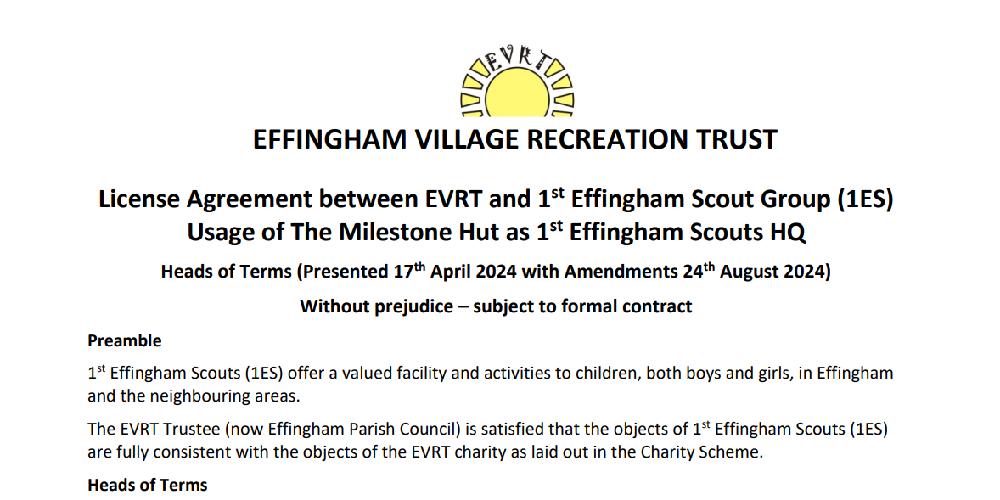 EVRT
EFFINGHAM VILLAGE RECREATION TRUST
License Agreement between EVRT and 1st Effingham Scout Group (1ES)
Usage of The Milestone Hut as 1st Effingham Scouts HQ
Heads of Terms (Presented 17th April 2024 with Amendments 24th August 2024)
Without prejudice – subject to formal contract
Preamble
1st Effingham Scouts (1ES) offer a valued facility and activities to children, both boys and girls, in Effingham
and the neighbouring areas.
The EVRT Trustee (now Effingham Parish Council) is satisfied that the objects of 1st Effingham Scouts (1ES)
are fully consistent with the objects of the EVRT charity as laid out in the Charity Scheme.
Heads of Terms